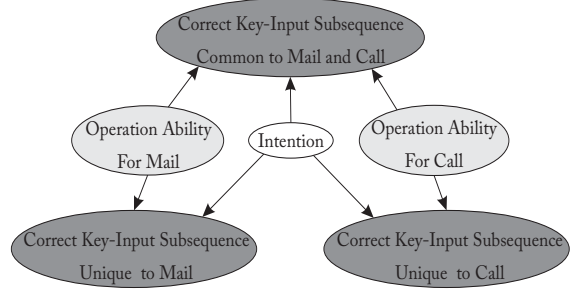 Correct Key-Input Subsequence
Common to Mail and Call
Operation Ability
For Mail
Intention
Operation Ability
For Call
Correct Key-Input Subsequence
Unique to Mail
Correct Key-Input Subsequence
Unique to Call